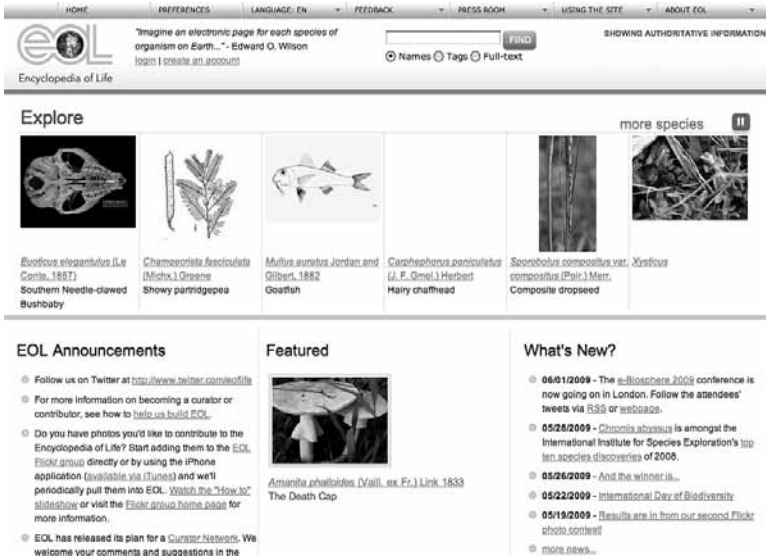 HOME PREFERENCES LANGUAGE: EN FEEDBACK PRESS ROOM USING THE SITE ABOUT EOL
eol
Encyclopedia of Life
"Imagine an electronic page for each species of
organism on Earth..." - Edward O. Wilson
login | create an account
FIND
Names Tags Full-text
SHOWING AUTHORITATIVE INFORMATION
Explore
more species
Euoticus elegantulus (Le
Conte, 1857)
Southern Needle-clawed
Bushbaby
Chamaecrista fasciculata
(Michx.) Greene
Showy partridgepea
Mullus auratus Jordan and
Gilbert, 1882
Goatfish
Carphephorus paniculatus
(J. F. Gmel.) Herbert
Hairy chaffhead
Sporobolus compositus var.
compositus (Poir.) Merr.
Composite dropseed
Xysticus
EOL Announcements
Follow us on Twitter at http://www.twitter.com/eoflife
For more information on becoming a curator or
contributor, see how to help us build EOL.
Do you have photos you'd like to contribute to the
Encyclopedia of Life? Start adding them to the EOL
Flickr group directly or by using the iPhone
application (available via iTunes) and we'll
periodically pull them into EOL. Watch the "How to"
slideshow or visit the Flickr group home page for
more information.
EOL has released its plan for a Curator Network. We
welcome your comments and suggestions in the
Featured
Amanita phalloides (Vaill. ex Fr.) Link 1833
The Death Cap
What's New?
06/01/2009 - The e-Biosphere 2009 conference is
now going on in London. Follow the attendees'
tweets via RSS or webpage.
05/28/2009 - Chromis abyssus is amongst the
International Institute for Species Exploration's top
ten species discoveries of 2008.
05/26/2009 - And the winner is...
05/22/2009 - International Day of Biodiversity
05/19/2009 - Results are in from our second Flickr
photo contest!
more news...